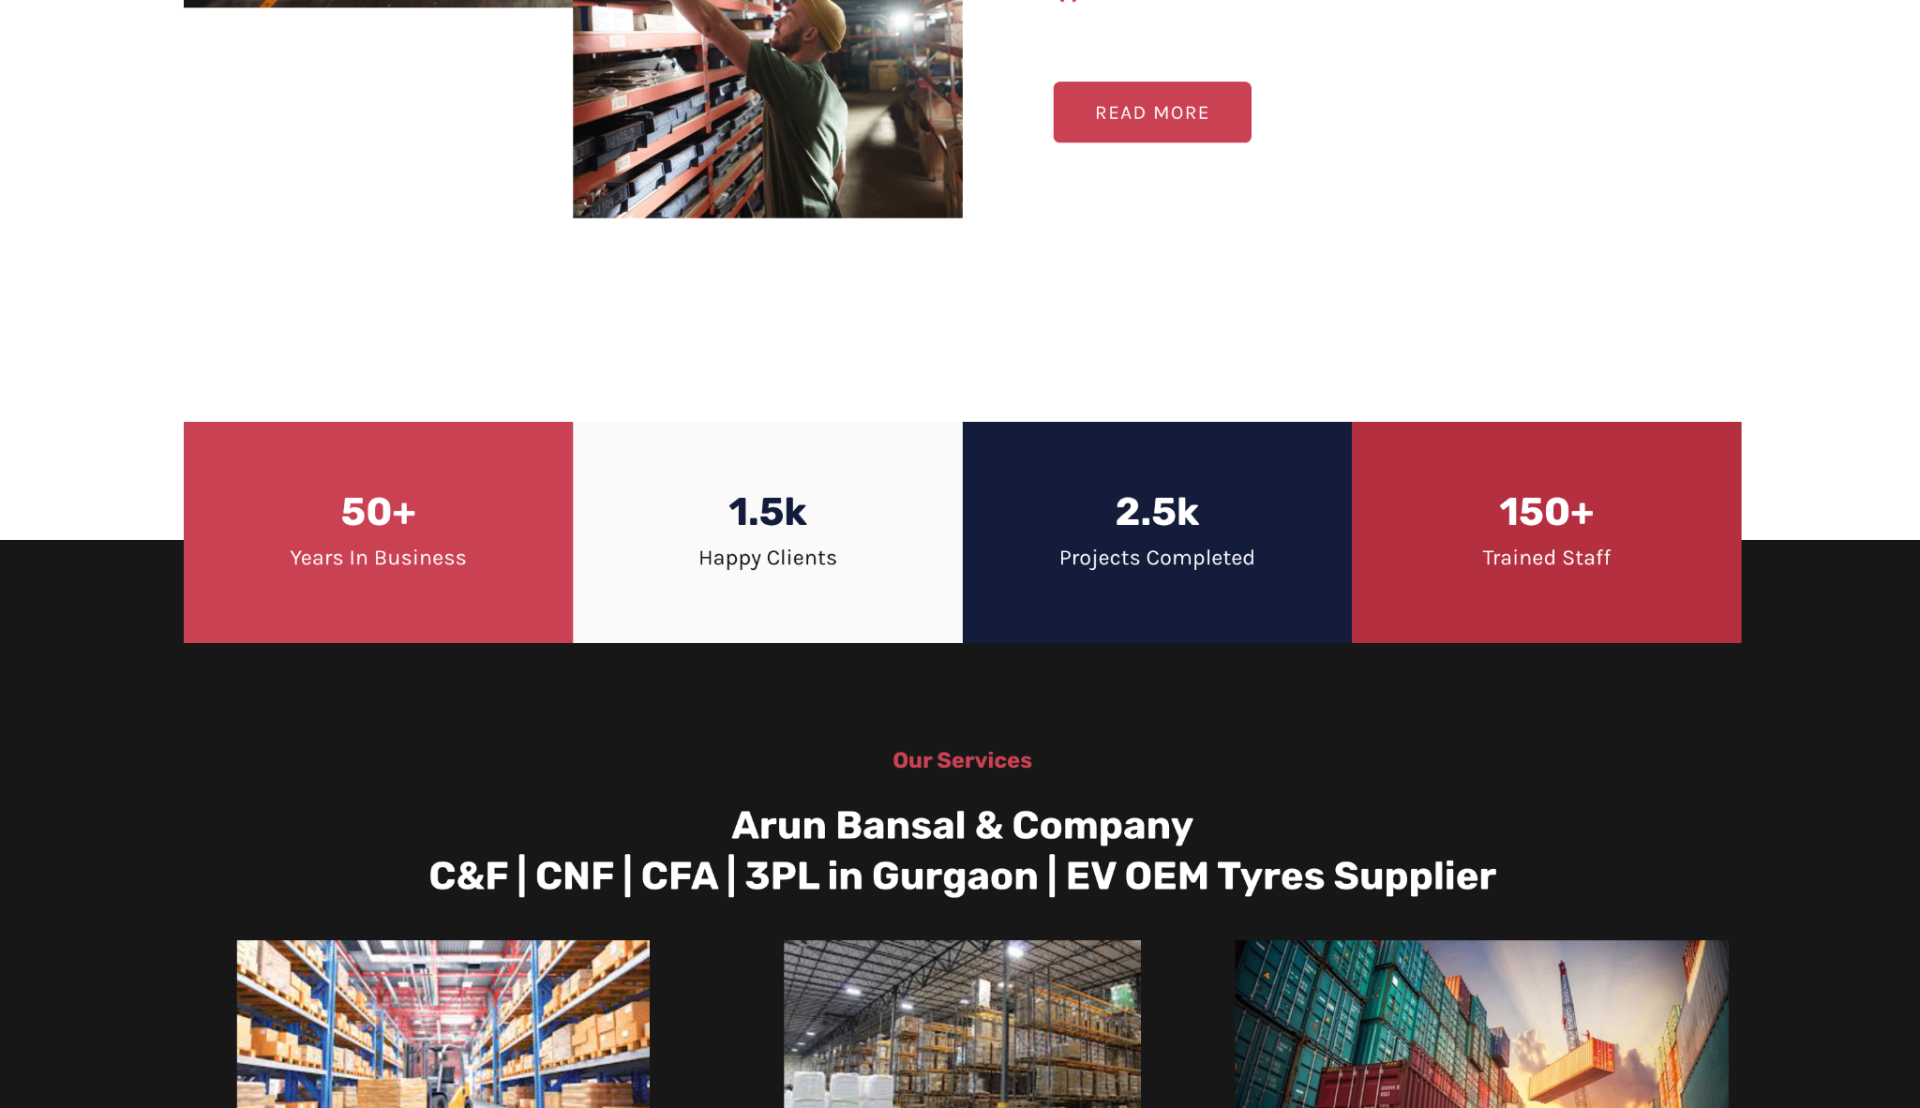 READ MORE
50+
Years In Business
1.5k
Happy Clients
2.5k
Projects Completed
150+
Trained Staff
Our Services
Arun Bansal & Company
C&F | CNF | CFA | 3PL in Gurgaon | EV OEM Tyres Supplier